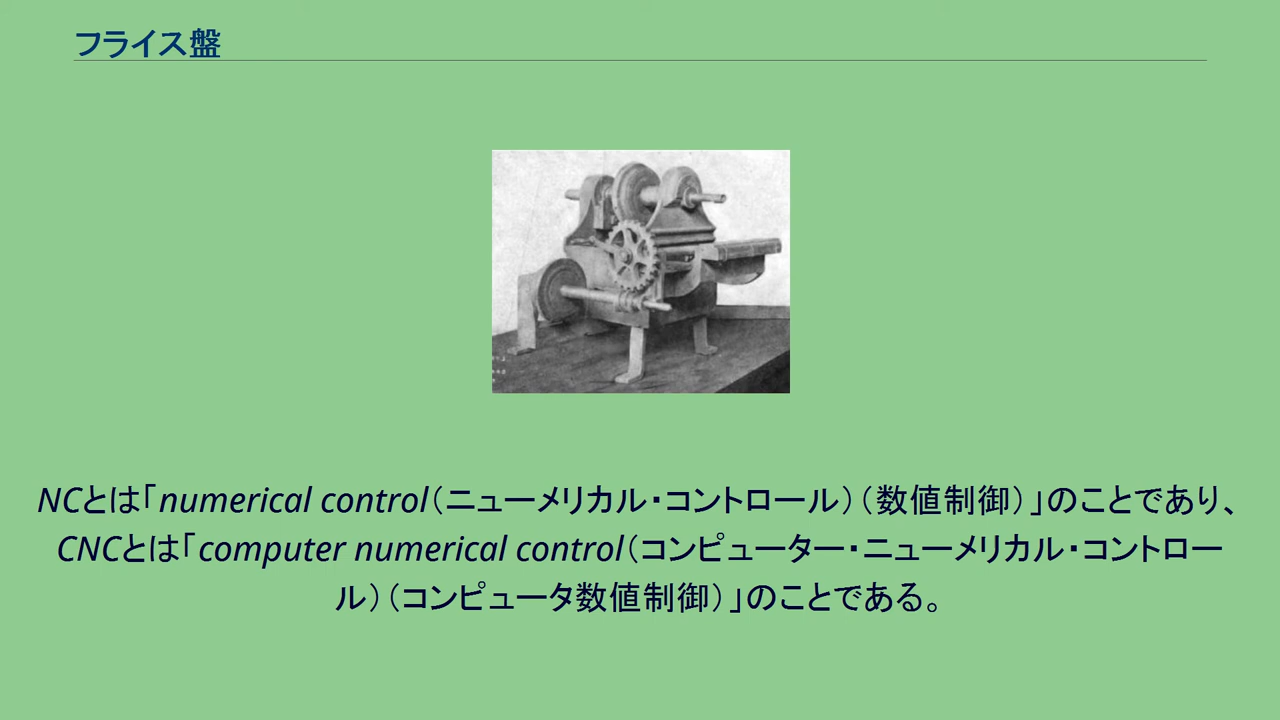 フライス盤
NCとは「numerical control（ニューメリカル・コントロール）（数値制御）」のことであり、
CNCとは「computer numerical control（コンピューター・ニューメリカル・コントロー
ル）（コンピュータ数値制御）」のことである。